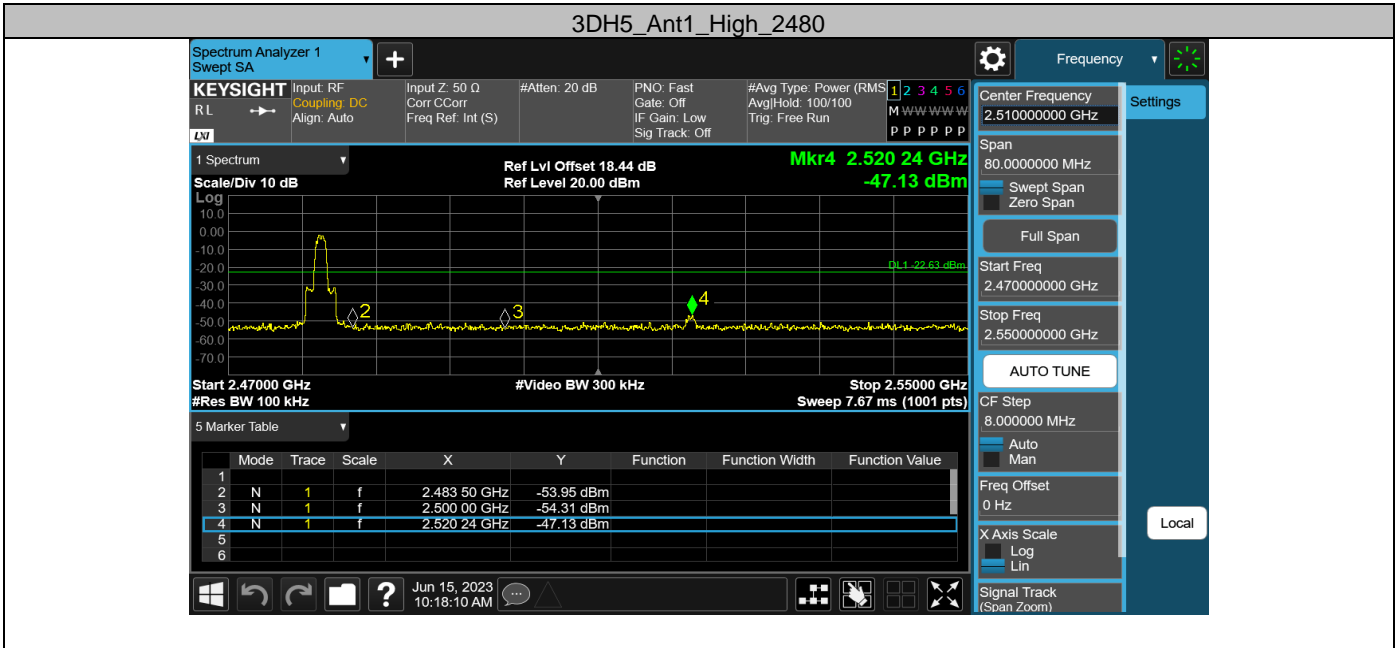 3DH5_Ant1_High_2480
Spectrum Analyzer 1
Swept SA
Frequency
KEYSIGHT
RL
LXI
Input: RF
Coupling: DC
Align: Auto
Input Z: 50 Ω
Corr CCorr
Freq Ref: Int (S)
#Atten: 20 dB
PNO: Fast
Gate: Off
IF Gain: Low
Sig Track: Off
#Avg Type: Power (RMS
Avg|Hold: 100/100
Trig: Free Run
1 2 3 4 5 6
M W W W W W
P P P P P P
1 Spectrum
Scale/Div 10 dB
Ref Lvl Offset 18.44 dB
Ref Level 20.00 dBm
Mkr4 2.520 24 GHz
-47.13 dBm
Log
10.0
0.00
-10.0
-20.0
-30.0
-40.0
-50.0
-60.0
-70.0
DL1 -22.63 dBm
2
3
4
Start 2.47000 GHz
#Res BW 100 kHz
#Video BW 300 kHz
Stop 2.55000 GHz
Sweep 7.67 ms (1001 pts)
5 Marker Table
Mode Trace Scale X Y Function Function Width Function Value
1
2 N 1 f 2.483 50 GHz -53.95 dBm
3 N 1 f 2.500 00 GHz -54.31 dBm
4 N 1 f 2.520 24 GHz -47.13 dBm
5
6
Jun 15, 2023
10:18:10 AM
Center Frequency
2.510000000 GHz
Settings
Span
80.0000000 MHz
Swept Span
Zero Span
Full Span
Start Freq
2.470000000 GHz
Stop Freq
2.550000000 GHz
AUTO TUNE
CF Step
8.000000 MHz
Auto
Man
Freq Offset
0 Hz
X Axis Scale
Log
Lin
Local
Signal Track
(Span Zoom)